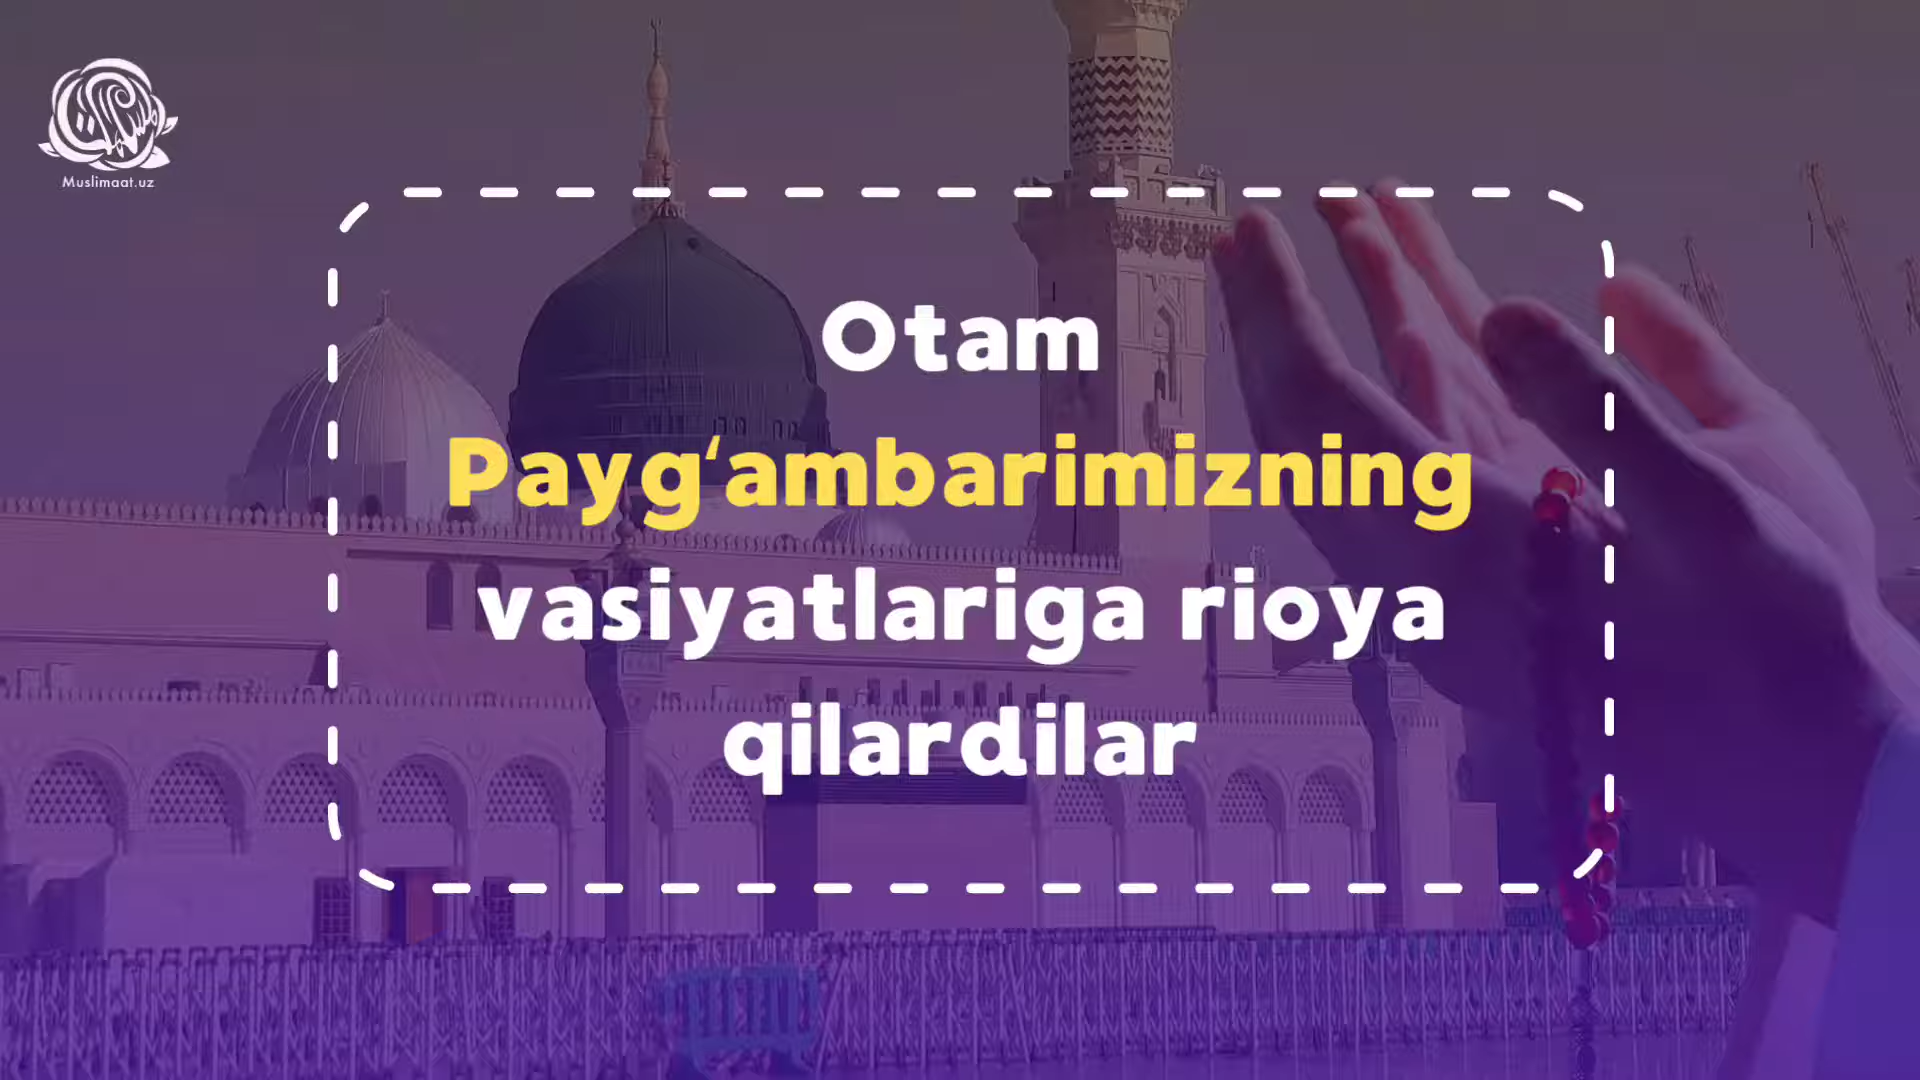 Muslimaat.uz
Otam
Payg‘ambarimizning
vasiyatlariga rioya
qilardilar